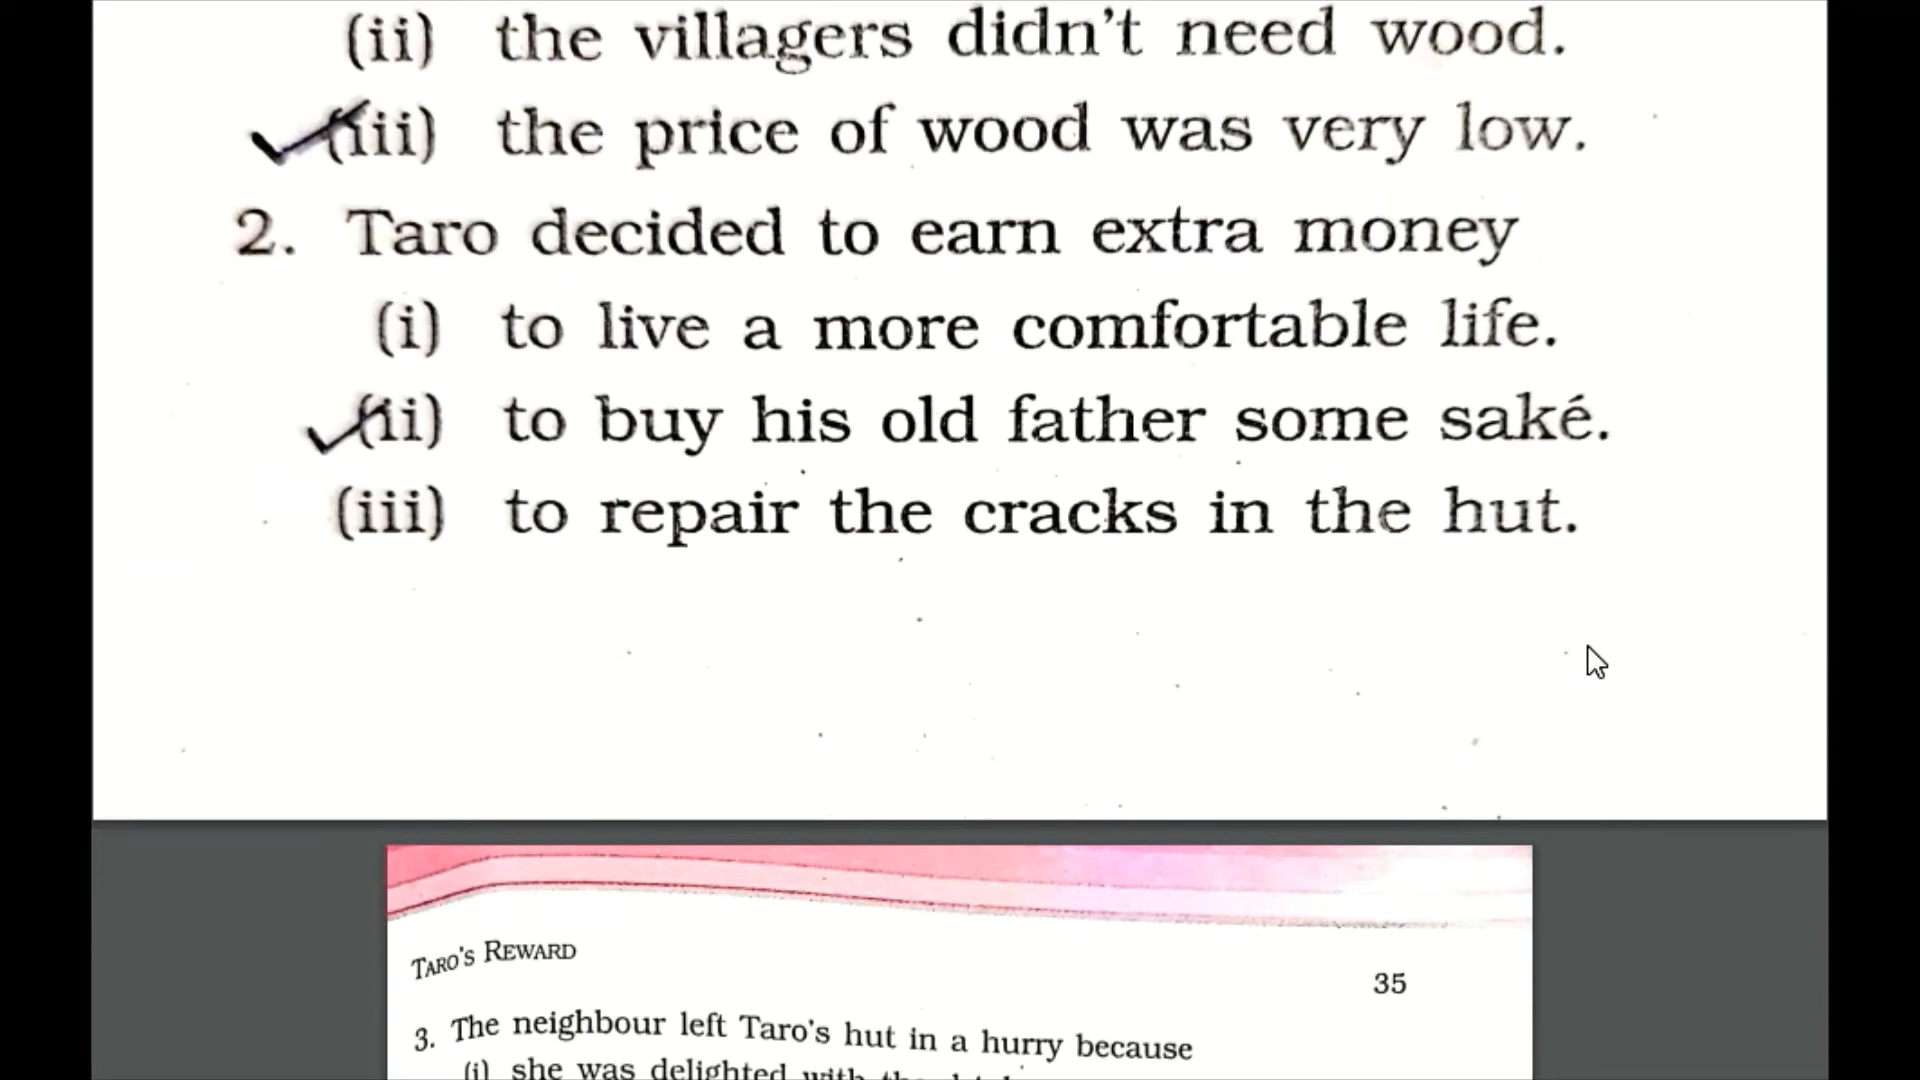 (ii) the villagers didn't need wood.
(iii) the price of wood was very low.
2. Taro decided to earn extra money
(i) to live a more comfortable life.
(ii) to buy his old father some saké.
(iii) to repair the cracks in the hut.
TARO'S REWARD
35
3. The neighbour left Taro's hut in a hurry because
(i) she was delighted with